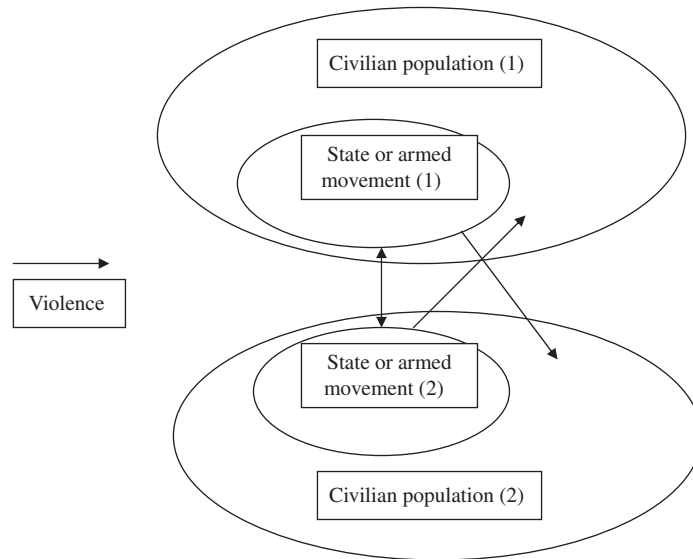 Civilian population (1)
State or armed
movement (1)
Violence
State or armed
movement (2)
Civilian population (2)